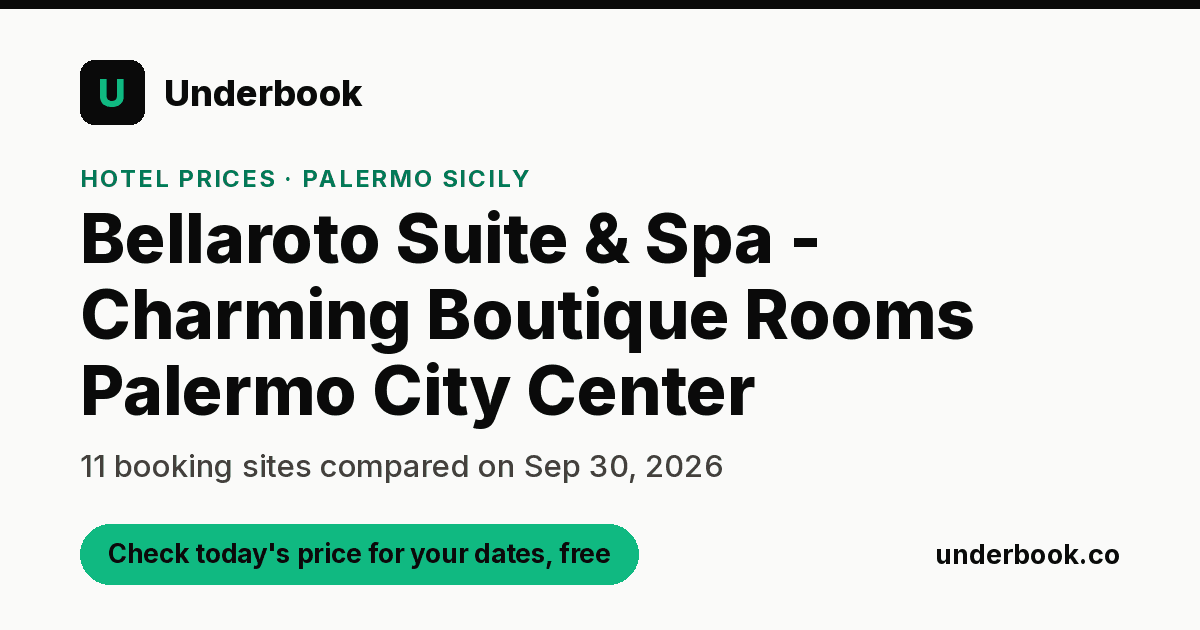 U Underbook
HOTEL PRICES · PALERMO SICILY
Bellaroto Suite & Spa -
Charming Boutique Rooms
Palermo City Center
11 booking sites compared on Sep 30, 2026
Check today's price for your dates, free
underbook.co